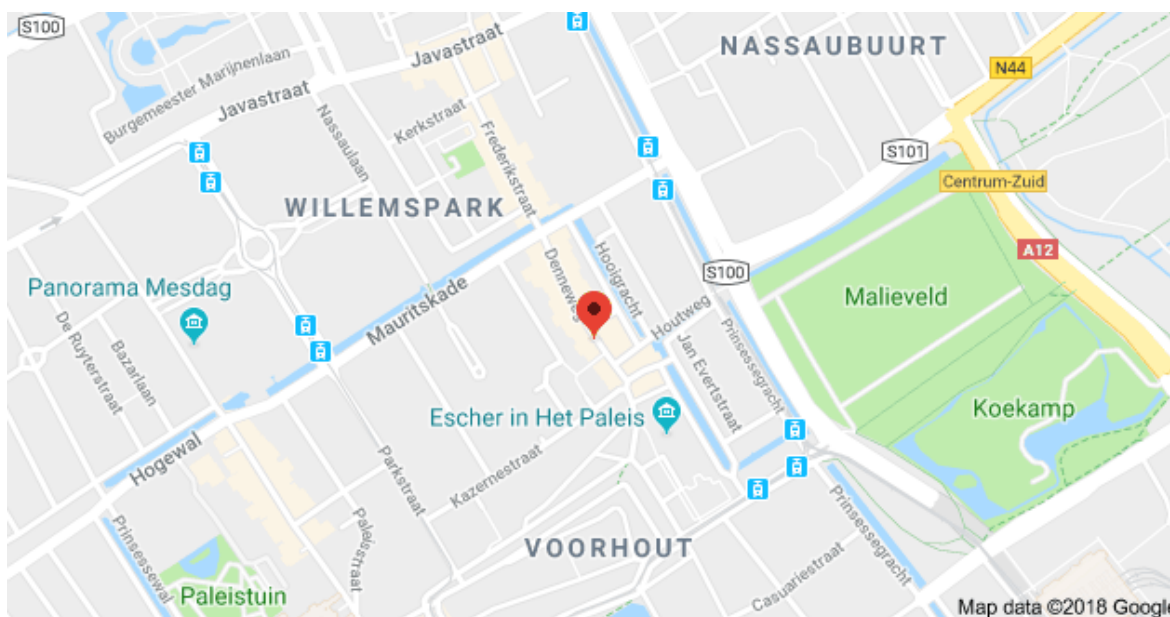 S100
Javastraat
NASSAUBUURT
N44
Burgemeester Marijnenlaan
Javastraat
Kerkstraat
Nassaulaan
Frederikstraat
S101
Centrum-Zuid
WILLEMSPARK
A12
Hooigracht
Denneweg
S100
Panorama Mesdag
Malieveld
Mauritskade
Houtweg
De Ruyterstraat
Bazarlaan
Prinsessegracht
Jan Evertstraat
Escher in Het Paleis
Koekamp
Hogewal
Parkstraat
Kazernestraat
Prinsessewal
Paleisstraat
VOORHOUT
Prinsessegracht
Casuariestraat
Paleistuin
Map data ©2018 Google